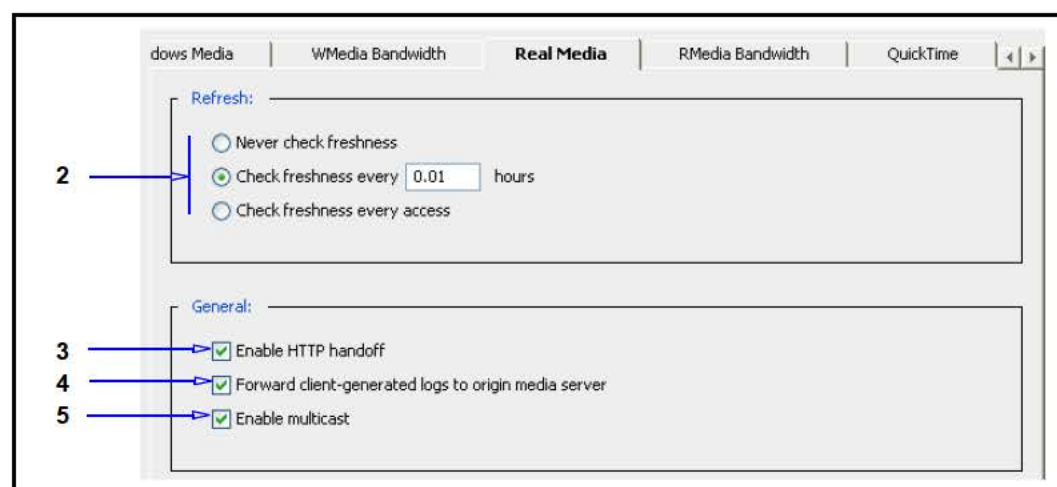 dows Media WMedia Bandwidth Real Media RMedia Bandwidth QuickTime
Refresh:
Never check freshness
2 Check freshness every 0.01 hours
Check freshness every access
General:
3 Enable HTTP handoff
4 Forward client-generated logs to origin media server
5 Enable multicast